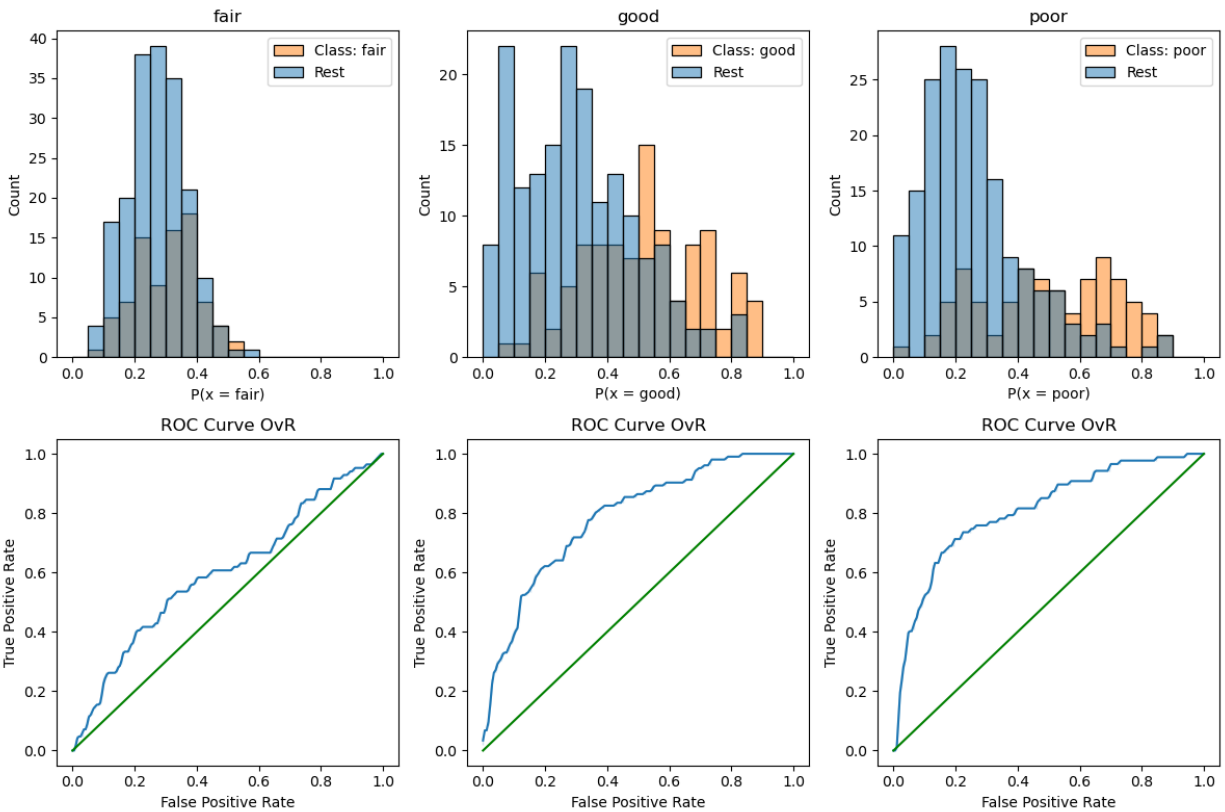 fair
good
poor
Class: fair
Rest
Class: good
Rest
Class: poor
Rest
Count
40
35
30
25
20
15
10
5
0
Count
20
15
10
5
0
Count
25
20
15
10
5
0
0.0 0.2 0.4 0.6 0.8 1.0
P(x = fair)
0.0 0.2 0.4 0.6 0.8 1.0
P(x = good)
0.0 0.2 0.4 0.6 0.8 1.0
P(x = poor)
ROC Curve OvR
ROC Curve OvR
ROC Curve OvR
True Positive Rate
1.0
0.8
0.6
0.4
0.2
0.0
True Positive Rate
1.0
0.8
0.6
0.4
0.2
0.0
True Positive Rate
1.0
0.8
0.6
0.4
0.2
0.0
0.0 0.2 0.4 0.6 0.8 1.0
False Positive Rate
0.0 0.2 0.4 0.6 0.8 1.0
False Positive Rate
0.0 0.2 0.4 0.6 0.8 1.0
False Positive Rate